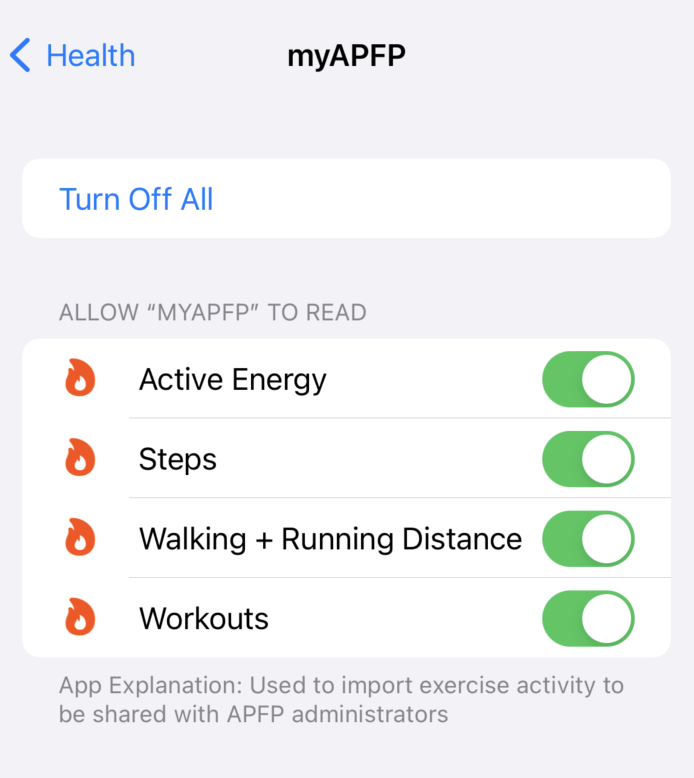 Health
myAPFP
Turn Off All
ALLOW “MYAPFP” TO READ
Active Energy
Steps
Walking + Running Distance
Workouts
App Explanation: Used to import exercise activity to
be shared with APFP administrators